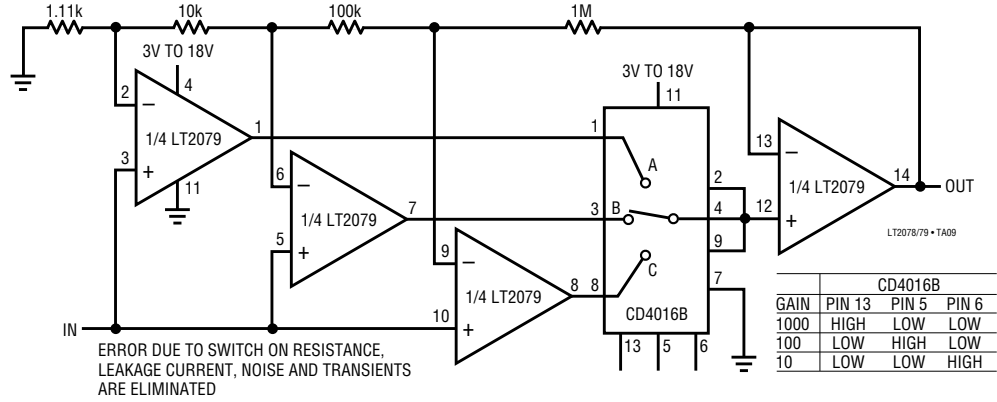 1.11k 10k 100k 1M
3V TO 18V
4
2
–
1/4 LT2079
1
3
+
11
3V TO 18V
11
1
A
6
–
1/4 LT2079
7
5
+
3
B
2
4
9
13
–
1/4 LT2079
14
OUT
12
+
LT2078/79 • TA09
9
–
1/4 LT2079
8
8
C
7
10
+
CD4016B
13 5 6
IN
ERROR DUE TO SWITCH ON RESISTANCE,
LEAKAGE CURRENT, NOISE AND TRANSIENTS
ARE ELIMINATED
CD4016B
GAIN PIN 13 PIN 5 PIN 6
1000 HIGH LOW LOW
100 LOW HIGH LOW
10 LOW LOW HIGH